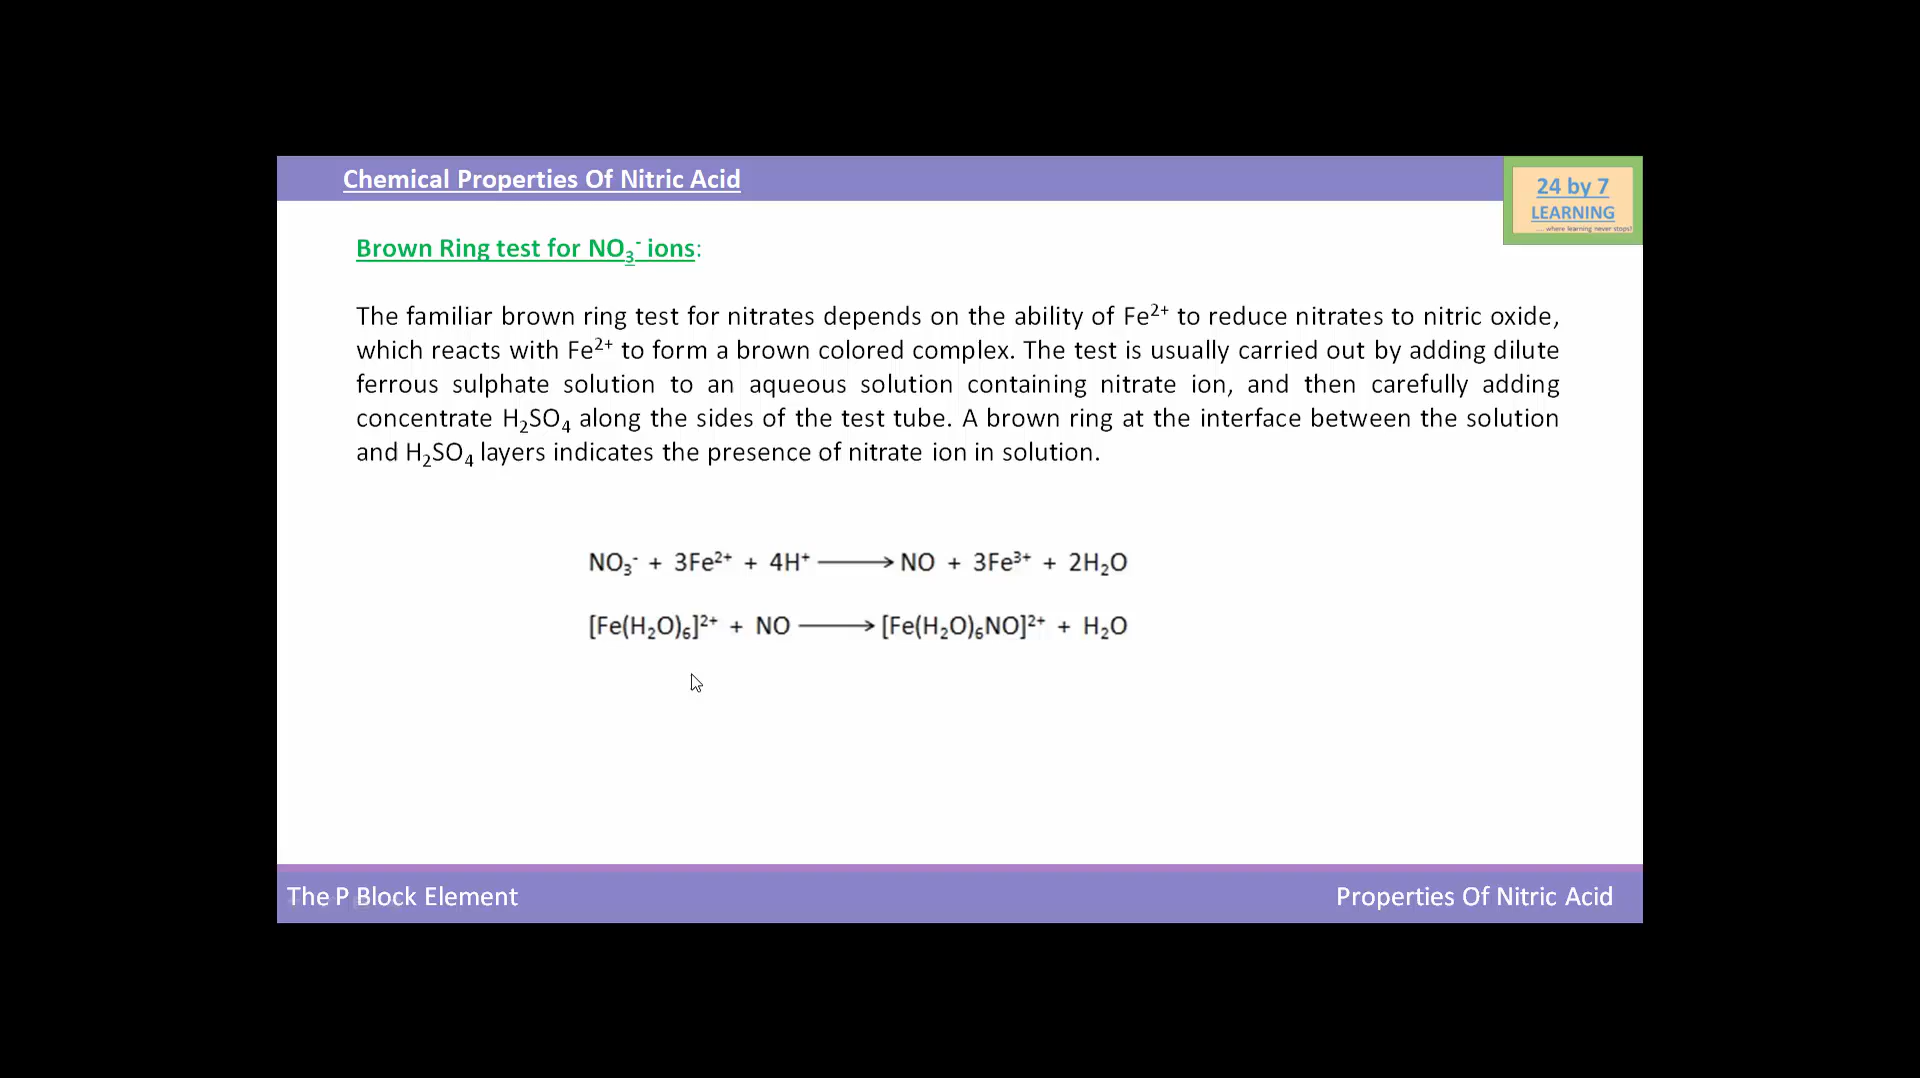 Chemical Properties Of Nitric Acid
24 by 7
LEARNING
.... where learning never stops!
Brown Ring test for NO₃⁻ ions:
The familiar brown ring test for nitrates depends on the ability of Fe²⁺ to reduce nitrates to nitric oxide,
which reacts with Fe²⁺ to form a brown colored complex. The test is usually carried out by adding dilute
ferrous sulphate solution to an aqueous solution containing nitrate ion, and then carefully adding
concentrate H₂SO₄ along the sides of the test tube. A brown ring at the interface between the solution
and H₂SO₄ layers indicates the presence of nitrate ion in solution.
NO₃⁻ + 3Fe²⁺ + 4H⁺ ⟶ NO + 3Fe³⁺ + 2H₂O
[Fe(H₂O)₆]²⁺ + NO ⟶ [Fe(H₂O)₆NO]²⁺ + H₂O
The P Block Element
Properties Of Nitric Acid